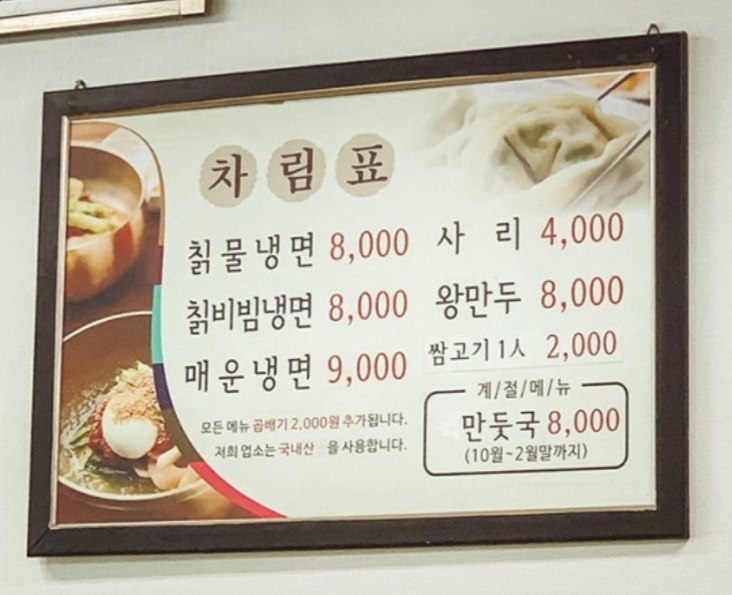 차림표
칡물냉면 8,000
칡비빔냉면 8,000
매운냉면 9,000
모든 메뉴 곱배기 2,000원 추가됩니다.
저희 업소는 국내산 을 사용합니다.
사리 4,000
왕만두 8,000
쌈고기 1人 2,000
계/절/메/뉴
만둣국 8,000
(10월~2월말까지)